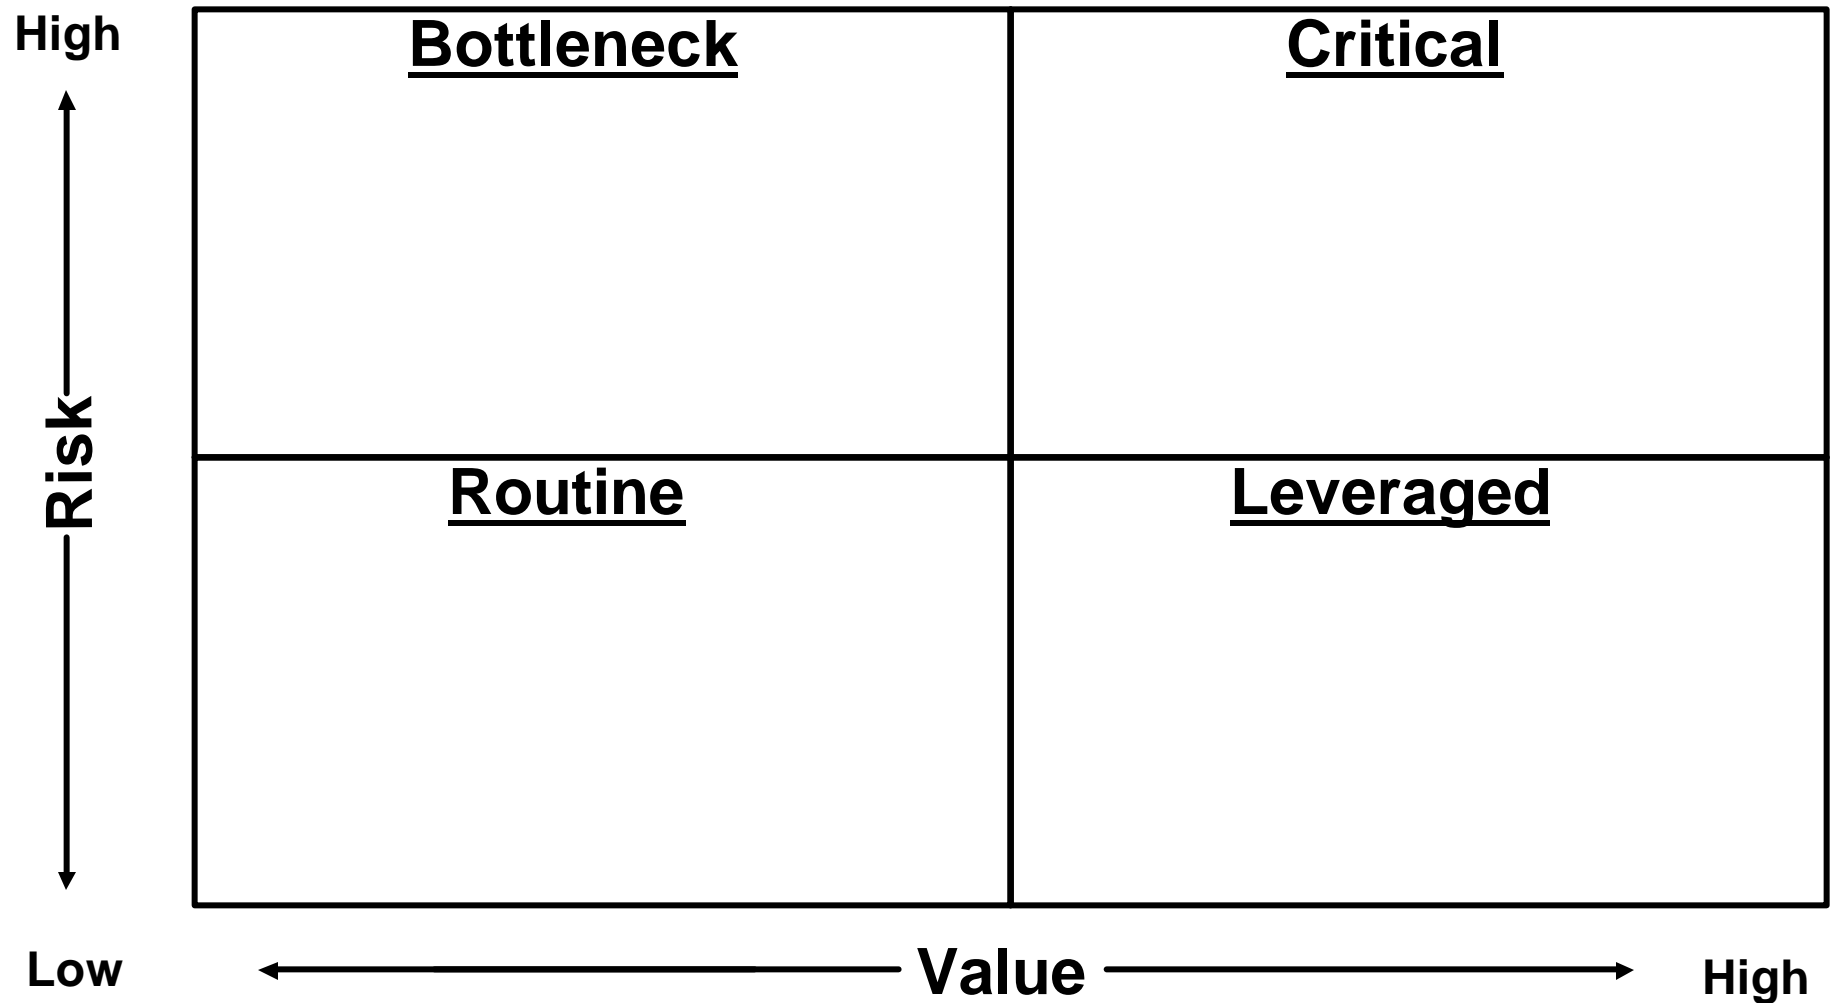 High
Bottleneck
Critical
Risk
Routine
Leveraged
Low
Value
High